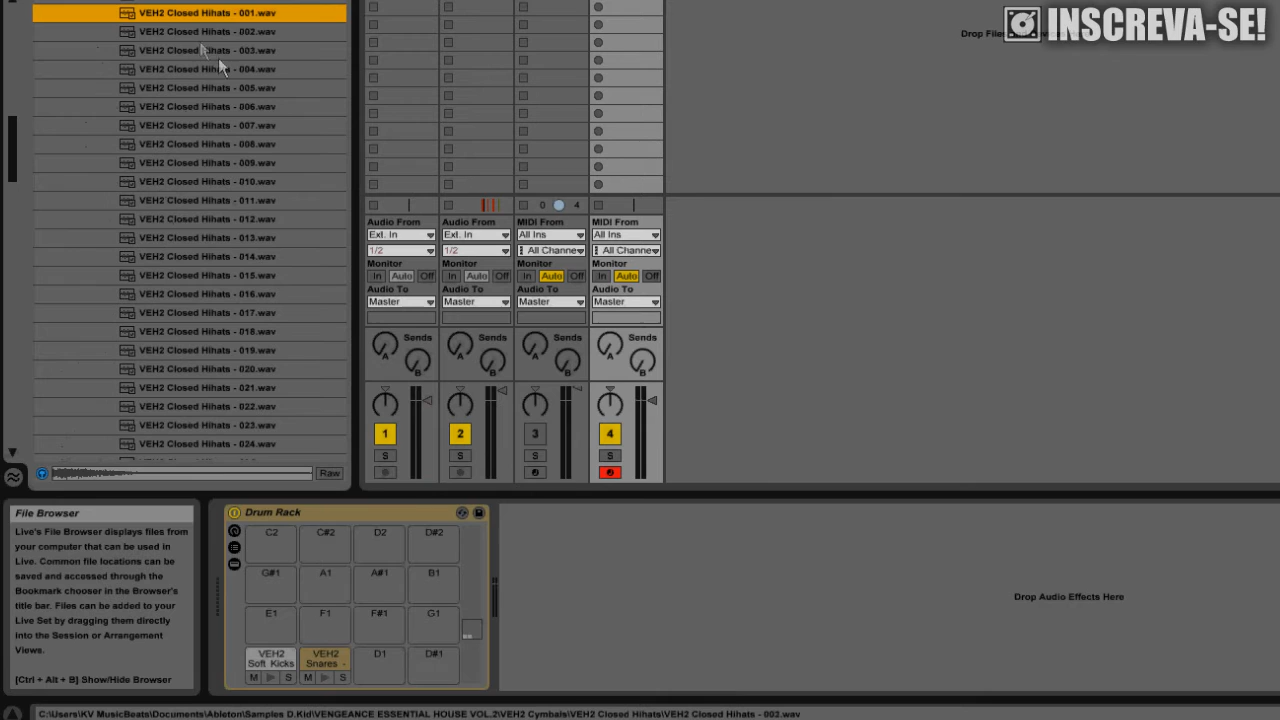 INSCREVA-SE!
VEH2 Closed Hihats - 001.wav
VEH2 Closed Hihats - 002.wav
VEH2 Closed Hihats - 003.wav
VEH2 Closed Hihats - 004.wav
VEH2 Closed Hihats - 005.wav
VEH2 Closed Hihats - 006.wav
VEH2 Closed Hihats - 007.wav
VEH2 Closed Hihats - 008.wav
VEH2 Closed Hihats - 009.wav
VEH2 Closed Hihats - 010.wav
VEH2 Closed Hihats - 011.wav
VEH2 Closed Hihats - 012.wav
VEH2 Closed Hihats - 013.wav
VEH2 Closed Hihats - 014.wav
VEH2 Closed Hihats - 015.wav
VEH2 Closed Hihats - 016.wav
VEH2 Closed Hihats - 017.wav
VEH2 Closed Hihats - 018.wav
VEH2 Closed Hihats - 019.wav
VEH2 Closed Hihats - 020.wav
VEH2 Closed Hihats - 021.wav
VEH2 Closed Hihats - 022.wav
VEH2 Closed Hihats - 023.wav
VEH2 Closed Hihats - 024.wav
Raw
Drop Files
0 4
Audio From Audio From MIDI From MIDI From
Ext. In Ext. In All Ins All Ins
1/2 1/2 All Channe All Channe
Monitor Monitor Monitor Monitor
In Auto Off In Auto Off In Auto Off In Auto Off
Audio To Audio To Audio To Audio To
Master Master Master Master
Sends Sends Sends Sends
A A A A
B B B B
1 2 3 4
S S S S
File Browser
Live's File Browser displays files from
your computer that can be used in
Live. Common file locations can be
saved and accessed through the
Bookmark chooser in the Browser's
title bar. Files can be added to your
Live Set by dragging them directly
into the Session or Arrangement
Views.
[Ctrl + Alt + B] Show/Hide Browser
Drum Rack
C2 C#2 D2 D#2
G#1 A1 A#1 B1
E1 F1 F#1 G1
VEH2 VEH2 D1 D#1
Soft Kicks Snares -
M S M S
Drop Audio Effects Here
C:\Users\KV MusicBeats\Documents\Ableton\Samples D.Kid\VENGEANCE ESSENTIAL HOUSE VOL.2\VEH2 Cymbals\VEH2 Closed Hihats\VEH2 Closed Hihats - 003.wav